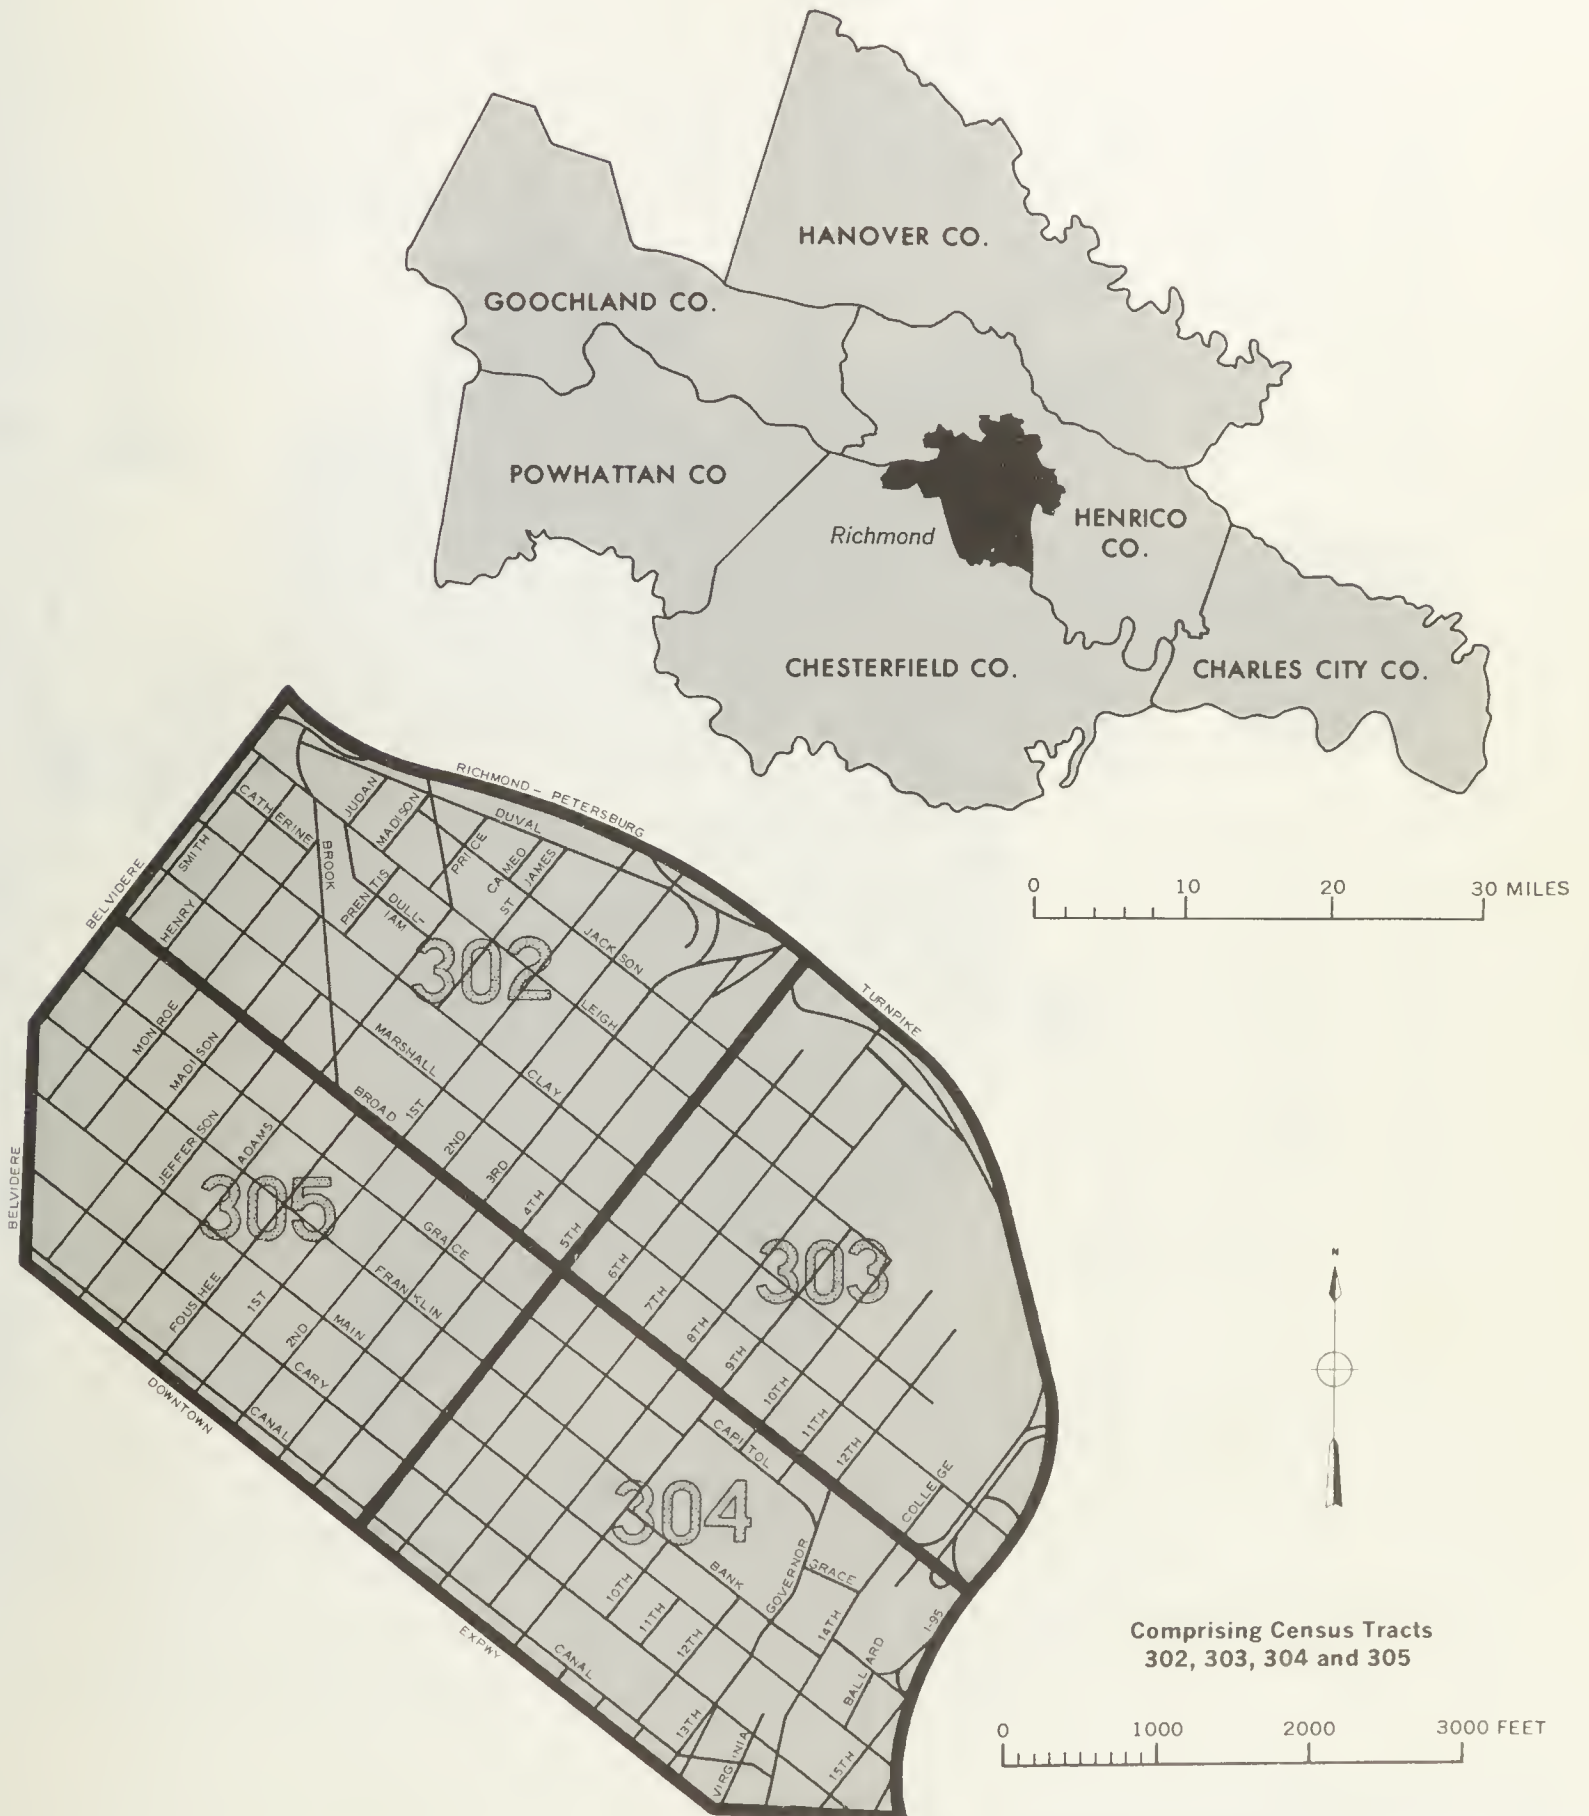 HANOVER CO.
GOOCHLAND CO.
POWHATTAN CO
Richmond
HENRICO
CO.
CHESTERFIELD CO.
CHARLES CITY CO.
0 10 20 30 MILES
RICHMOND – PETERSBURG
TURNPIKE
BELVIDERE
BELVIDERE
DOWNTOWN
EXPWY
I-95
CATHERINE
SMITH
HENRY
BROOK
JUDAN
MADISON
PRENTIS
DULL-
IAM
PRICE
DUVAL
CAMEO
ST JAMES
JACKSON
LEIGH
302
MARSHALL
CLAY
BROAD
1ST
2ND
3RD
4TH
5TH
MONROE
MADISON
JEFFERSON
ADAMS
305
GRACE
FRANKLIN
FOUSHEE
1ST
2ND
MAIN
CARY
CANAL
6TH
7TH
8TH
9TH
10TH
11TH
12TH
303
COLLEGE
CAPITOL
304
BANK
GOVERNOR
GRACE
10TH
11TH
12TH
13TH
14TH
15TH
CANAL
VIRGINIA
BALLARD
N
Comprising Census Tracts
302, 303, 304 and 305
0 1000 2000 3000 FEET